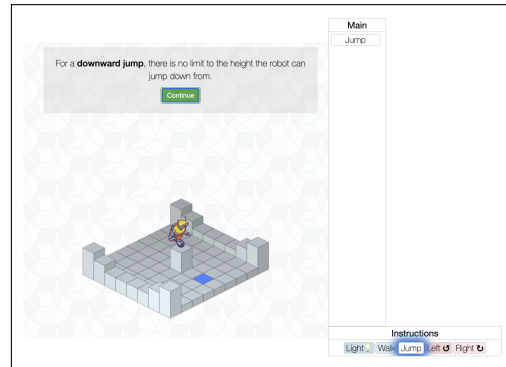 Main
Jump
For a downward jump, there is no limit to the height the robot can
jump down from.
Continue
Instructions
Light Walk Jump Left ↺ Right ↻